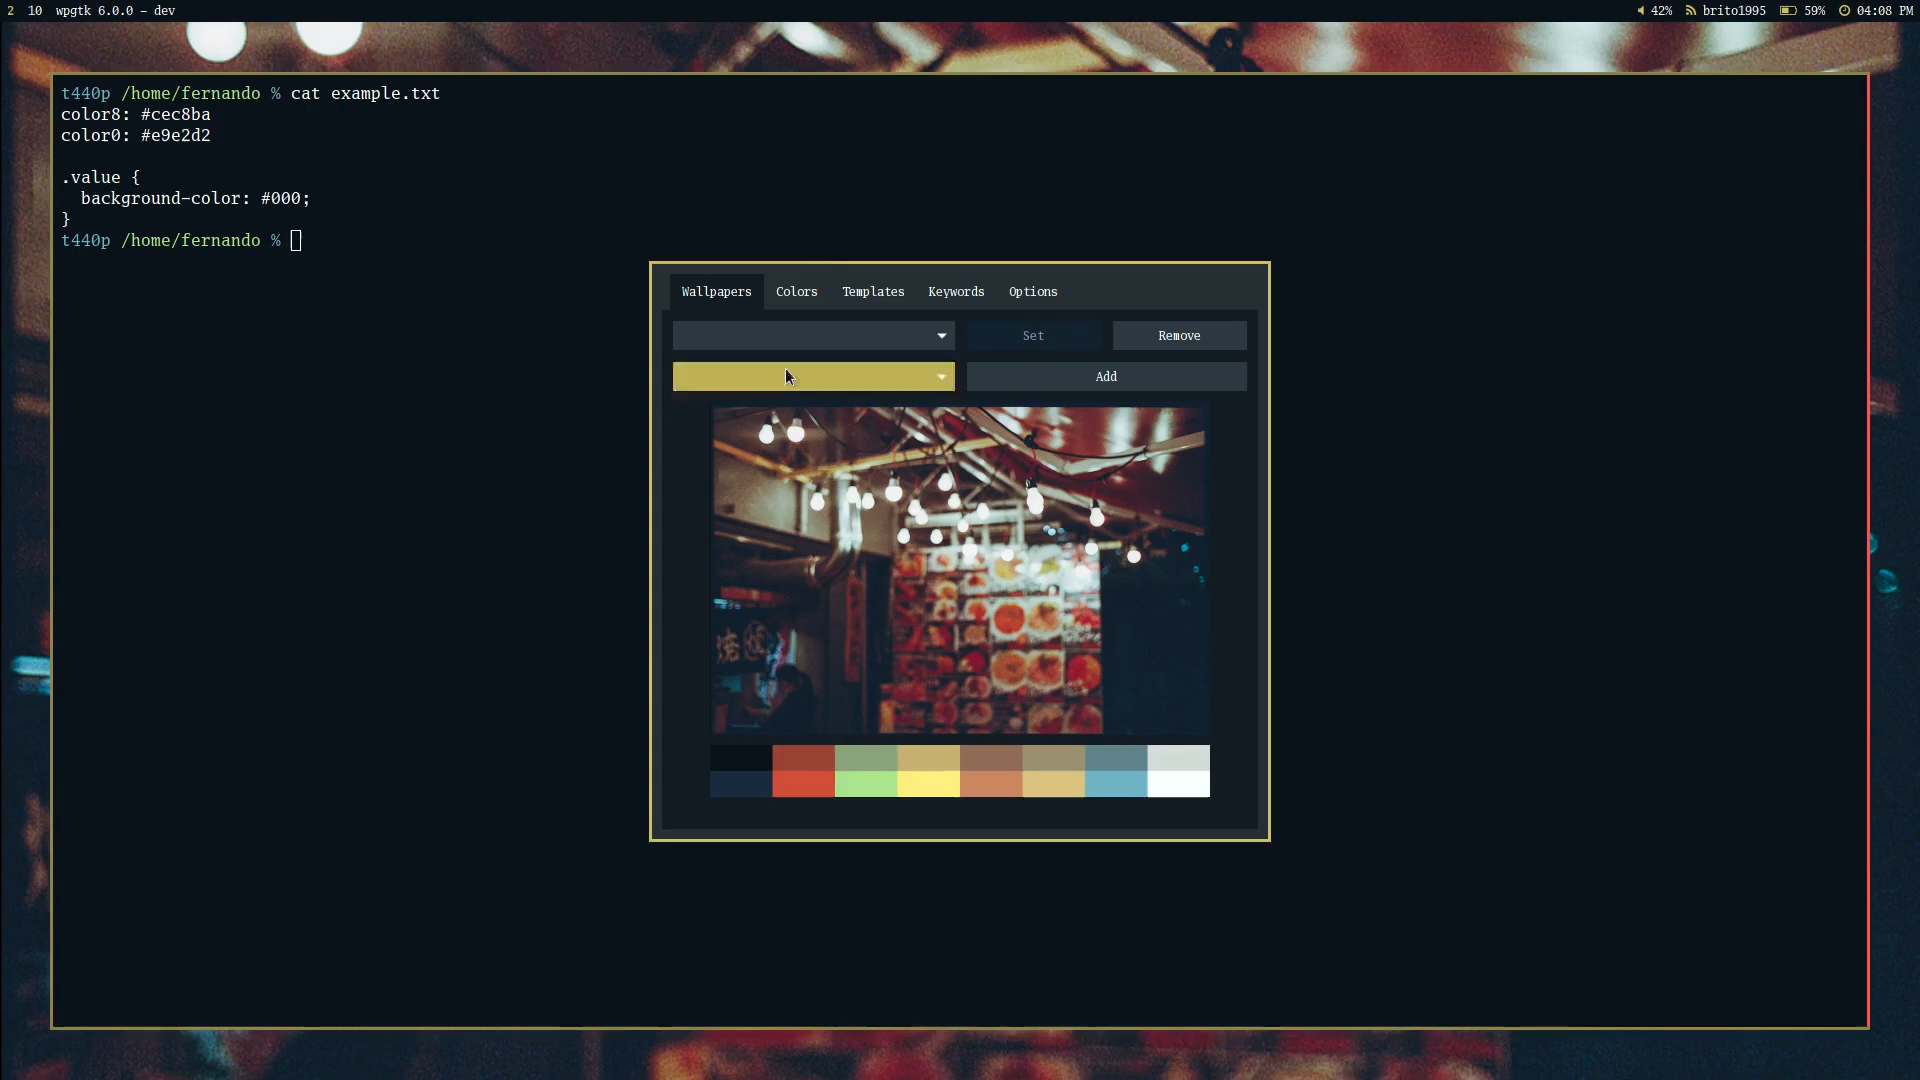 2 10 wpgtk 6.0.0 – dev 42% brito1995 59% 04:08 PM
t440p /home/fernando % cat example.txt
color8: #cec8ba
color0: #e9e2d2
.value {
background-color: #000;
}
t440p /home/fernando %
Wallpapers Colors Templates Keywords Options
Set Remove
Add